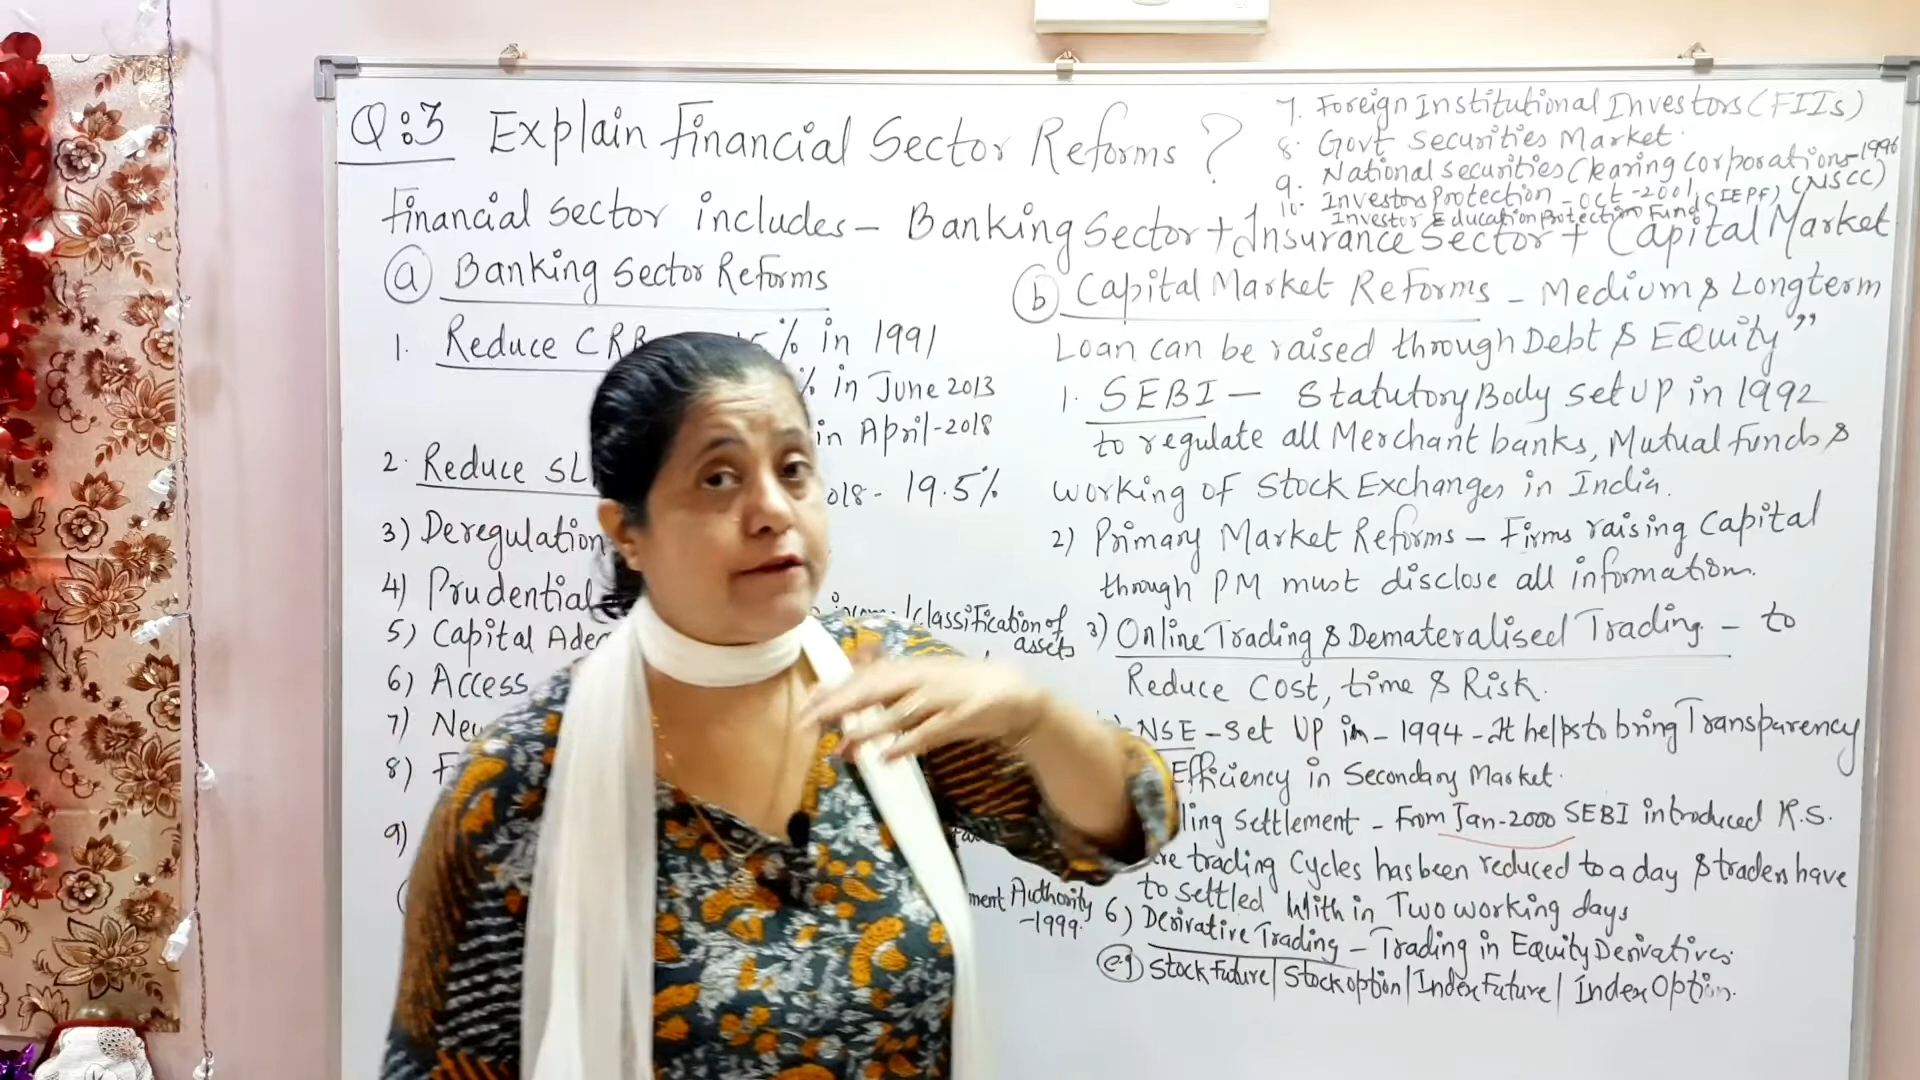 Q:3 Explain Financial Sector Reforms ?
Financial sector includes - Banking Sector + Insurance Sector + Capital Market
(a) Banking Sector Reforms
1. Reduce CRR 15% in 1991
% in June 2013
in April-2018
2. Reduce SL 018 - 19.5%
3) Deregulation
4) Prudential
classification of
assets
5) Capital Ade
6) Access
7) New
8) F
9)
ment Authority
-1999.
7. Foreign Institutional Investors (FIIs)
8. Govt Securities Market.
9. National Securities Clearing Corporation-1996
(NSCC)
10. Investors Protection - Oct-2001
Investor Education Protection Fund (IEPF)
(b) Capital Market Reforms - Medium & Longterm
Loan can be raised through Debt & Equity"
1. SEBI - Statutory Body set up in 1992
to regulate all Merchant banks, Mutual funds &
working of Stock Exchanges in India.
2) Primary Market Reforms - Firms raising Capital
through PM must disclose all information.
3) Online Trading & Demateralised Trading - to
Reduce Cost, time & Risk.
NSE - Set Up in - 1994 - It helps to bring Transparency
Efficiency in Secondary Market.
ling Settlement - From Jan-2000 SEBI introduced R.S.
trading Cycles has been reduced to a day & traders have
to settled With in Two working days
6) Derivative Trading - Trading in Equity Derivatives.
(e.g) Stock Future / Stock option / Index Future / Index Option.